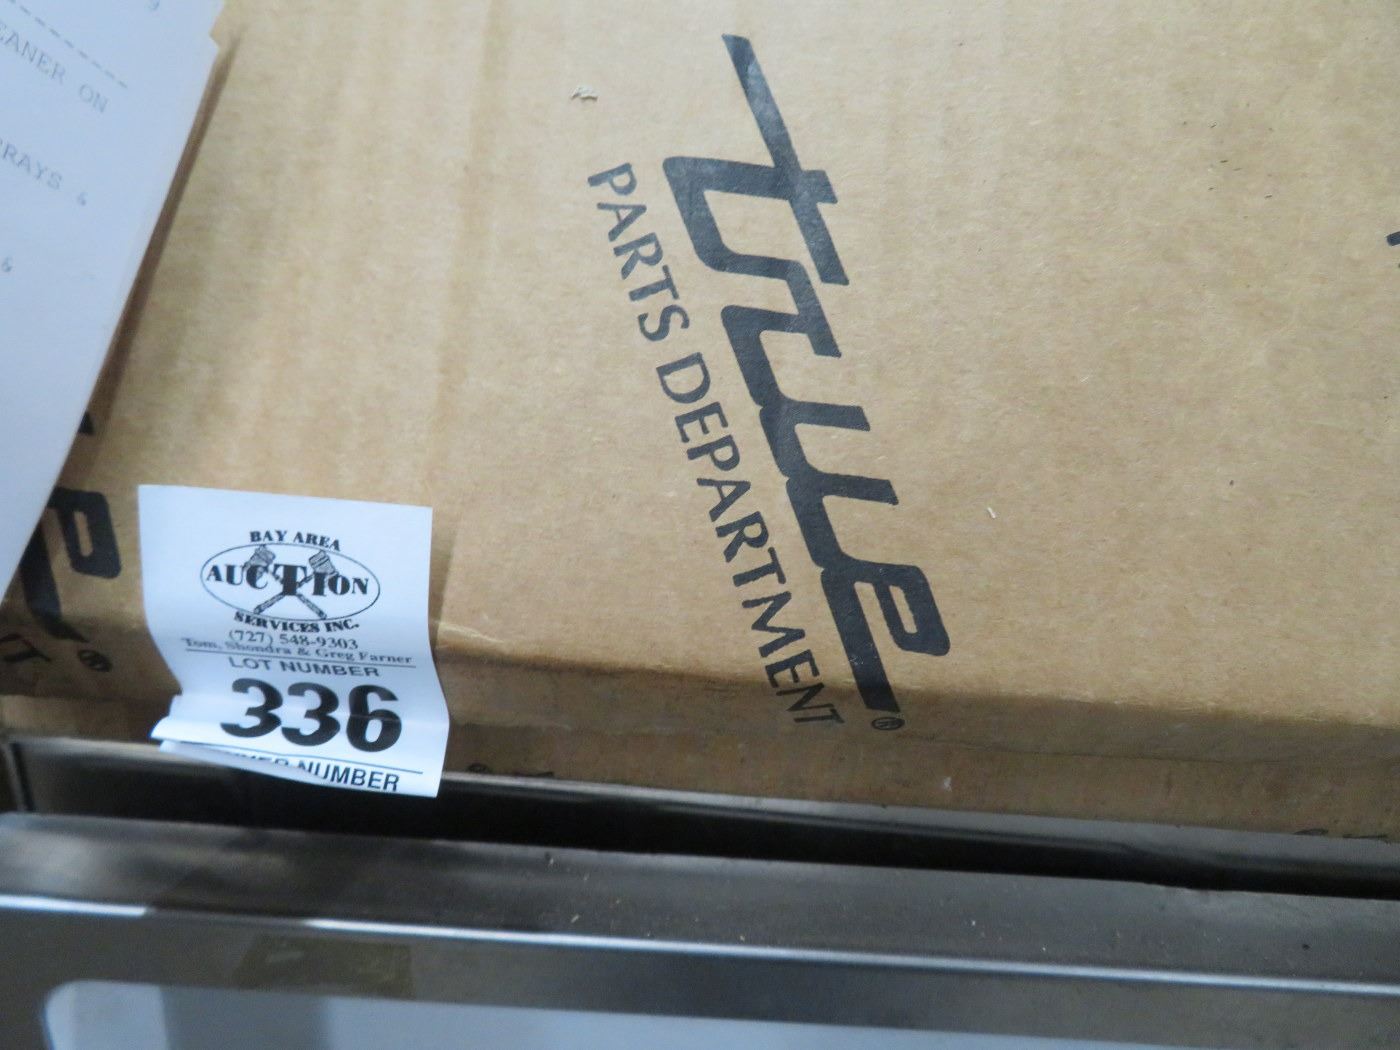 EANER ON
RAYS &
&
true®
PARTS DEPARTMENT
BAY AREA
AUCTION
SERVICES INC.
(727) 548-9303
Tom, Shondra & Greg Farner
LOT NUMBER
336
NUMBER